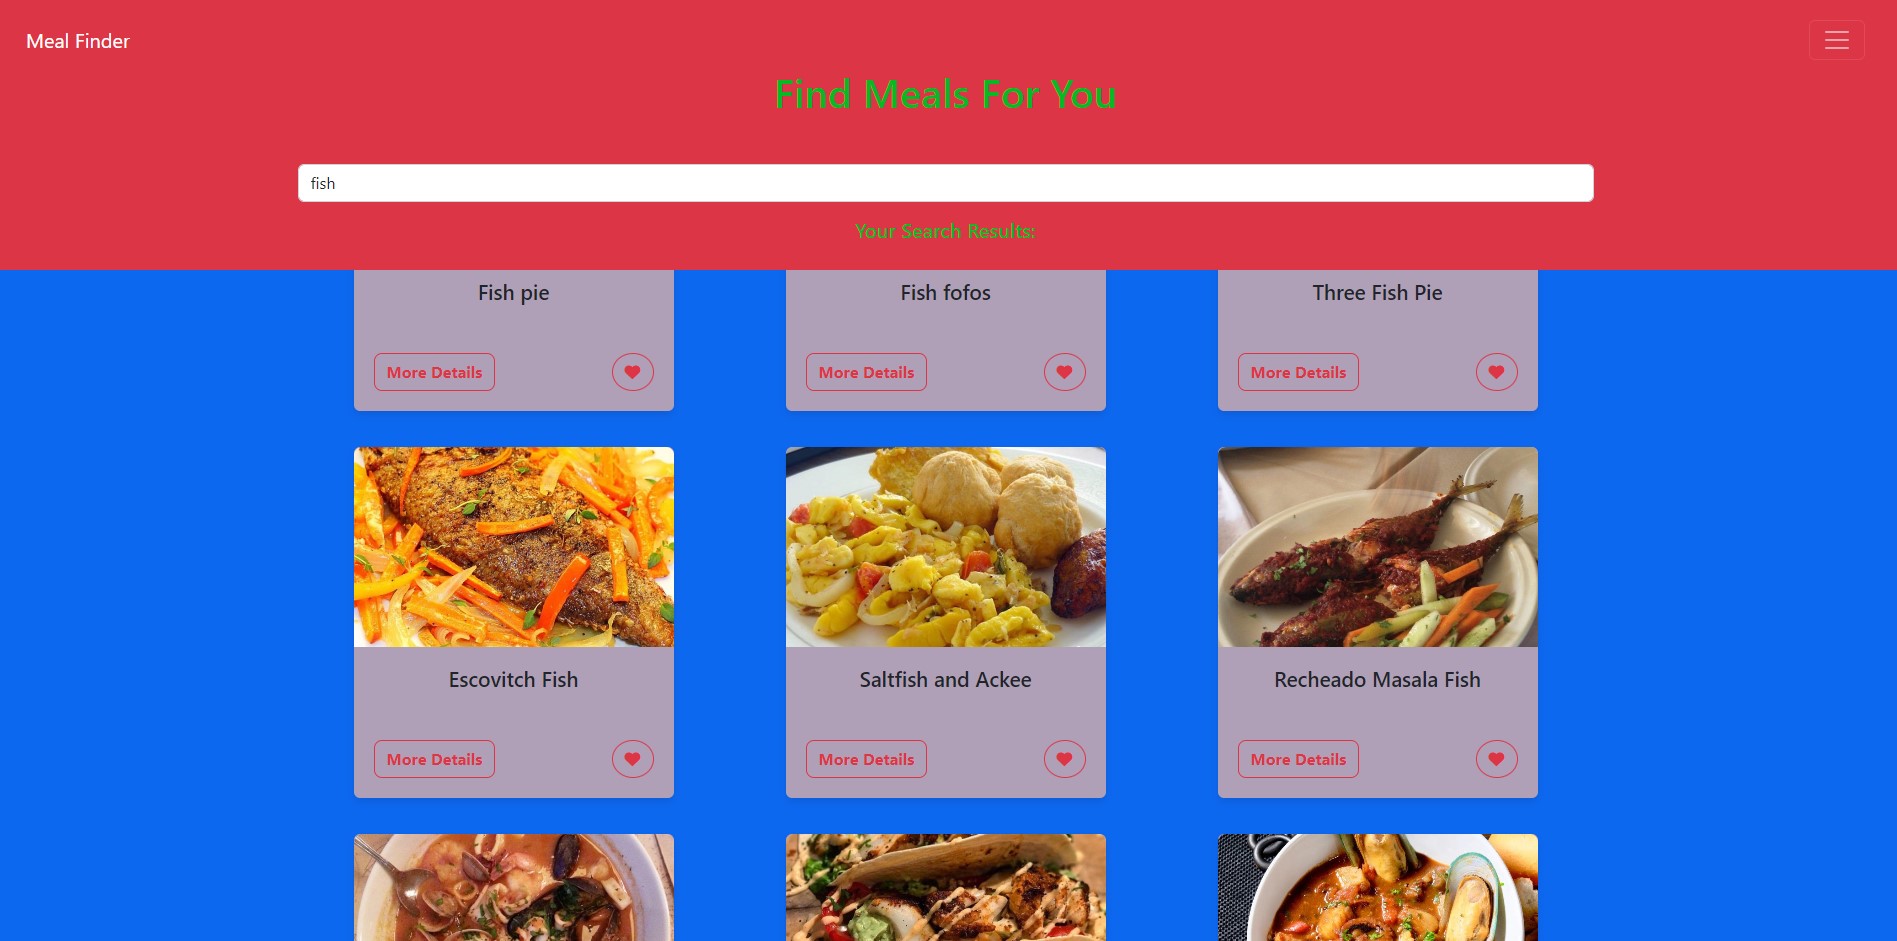 Meal Finder
Find Meals For You
fish
Your Search Results:
Fish pie
Fish fofos
Three Fish Pie
More Details
More Details
More Details
Escovitch Fish
Saltfish and Ackee
Recheado Masala Fish
More Details
More Details
More Details